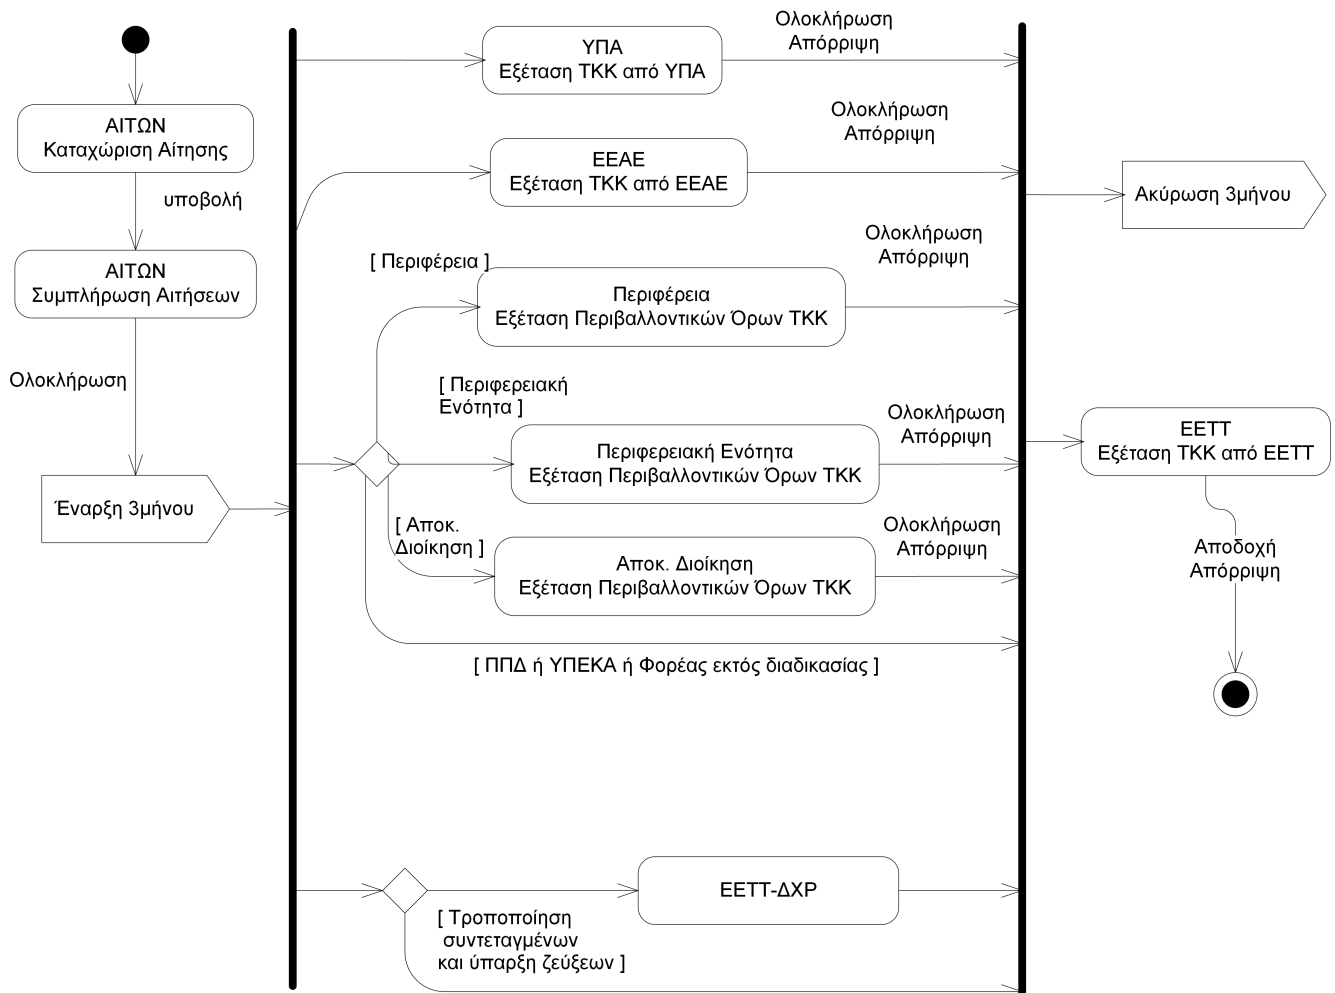 ΑΙΤΩΝ
Καταχώριση Αίτησης
υποβολή
ΑΙΤΩΝ
Συμπλήρωση Αιτήσεων
Ολοκλήρωση
Έναρξη 3μήνου
ΥΠΑ
Εξέταση ΤΚΚ από ΥΠΑ
Ολοκλήρωση
Απόρριψη
ΕΕΑΕ
Εξέταση ΤΚΚ από ΕΕΑΕ
Ολοκλήρωση
Απόρριψη
[ Περιφέρεια ]
Περιφέρεια
Εξέταση Περιβαλλοντικών Όρων ΤΚΚ
Ολοκλήρωση
Απόρριψη
[ Περιφερειακή
Ενότητα ]
Περιφερειακή Ενότητα
Εξέταση Περιβαλλοντικών Όρων ΤΚΚ
Ολοκλήρωση
Απόρριψη
[ Αποκ.
Διοίκηση ]
Αποκ. Διοίκηση
Εξέταση Περιβαλλοντικών Όρων ΤΚΚ
Ολοκλήρωση
Απόρριψη
[ ΠΠΔ ή ΥΠΕΚΑ ή Φορέας εκτός διαδικασίας ]
ΕΕΤΤ-ΔΧΡ
[ Τροποποίηση
συντεταγμένων
και ύπαρξη ζεύξεων ]
Ακύρωση 3μήνου
ΕΕΤΤ
Εξέταση ΤΚΚ από ΕΕΤΤ
Αποδοχή
Απόρριψη